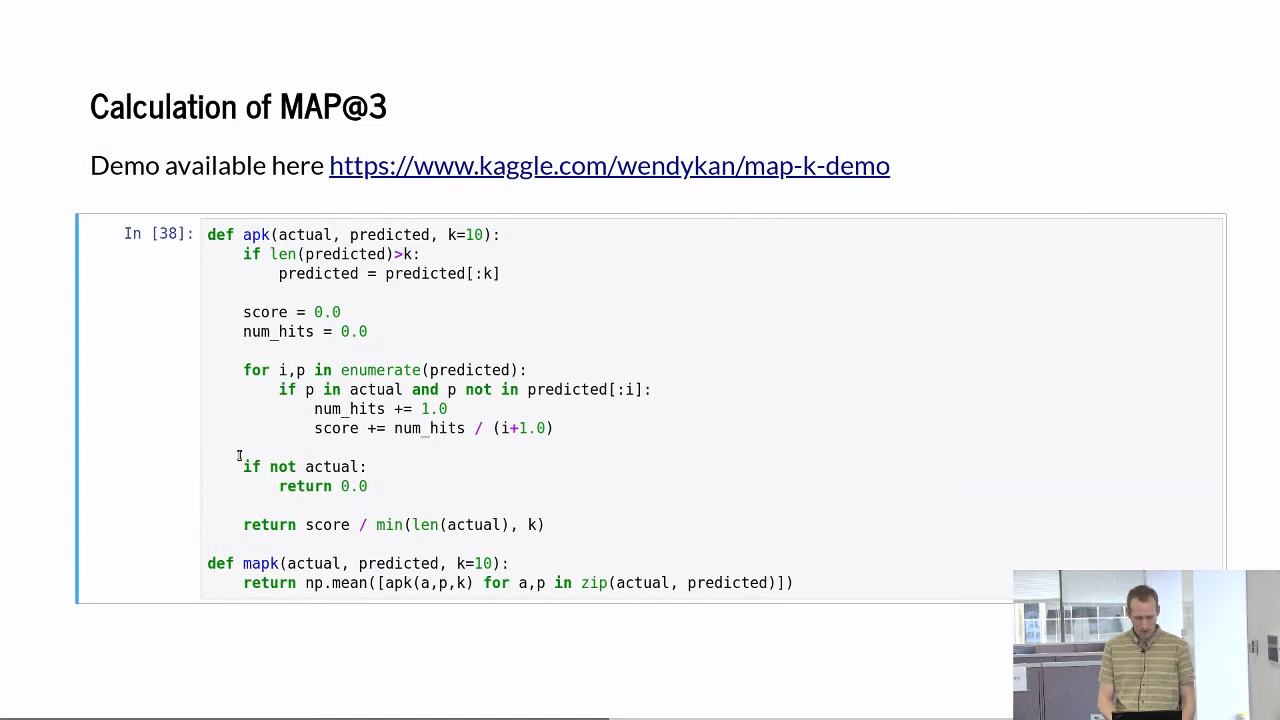 Calculation of MAP@3
Demo available here https://www.kaggle.com/wendykan/map-k-demo
In [38]:
def apk(actual, predicted, k=10):
    if len(predicted)>k:
        predicted = predicted[:k]
    score = 0.0
    num_hits = 0.0
    for i,p in enumerate(predicted):
        if p in actual and p not in predicted[:i]:
            num_hits += 1.0
            score += num_hits / (i+1.0)
    if not actual:
        return 0.0
    return score / min(len(actual), k)
def mapk(actual, predicted, k=10):
    return np.mean([apk(a,p,k) for a,p in zip(actual, predicted)])